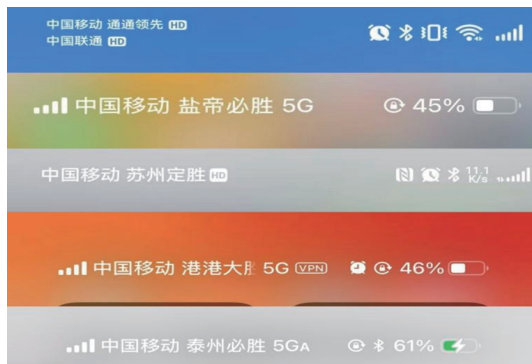 中国移动 通通领先 HD
中国联通 HD
中国移动 盐帝必胜 5G 45%
中国移动 苏州定胜 HD 11.1 K/s
中国移动 港港大胜 5G VPN 46%
中国移动 泰州必胜 5GA 61%